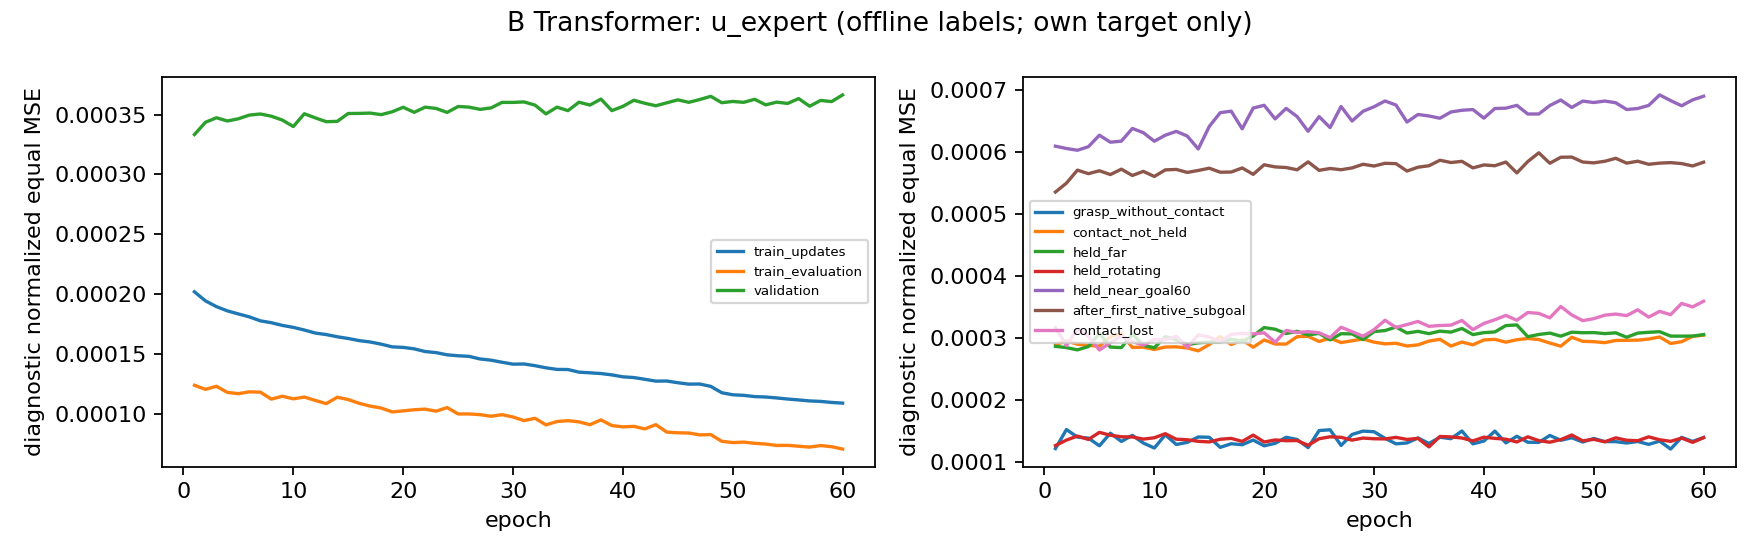 B Transformer: u_expert (offline labels; own target only)
diagnostic normalized equal MSE
0.00035
0.00030
0.00025
0.00020
0.00015
0.00010
train_updates
train_evaluation
validation
0 10 20 30 40 50 60
epoch
diagnostic normalized equal MSE
0.0007
0.0006
0.0005
0.0004
0.0003
0.0002
0.0001
grasp_without_contact
contact_not_held
held_far
held_rotating
held_near_goal60
after_first_native_subgoal
contact_lost
0 10 20 30 40 50 60
epoch